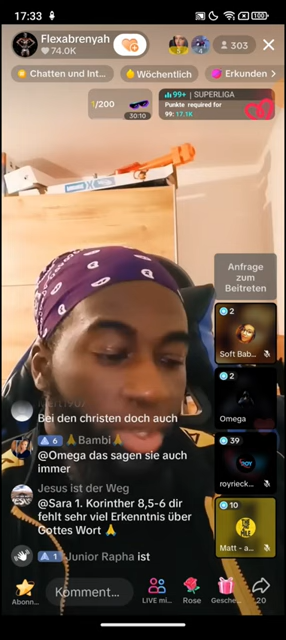 17:33
100
Flexabrenyah
74.0K
303
Chatten und Int...
Wöchentlich
Erkunden
1/200
30:10
99+ | SUPERLIGA
Punkte required for
99: 17.1K
Anfrage
zum
Beitreten
2
Soft Bab...
2
Omega
39
royrieck...
10
Matt - a...
Bei den christen doch auch
6 🙏Bambi🙏
@Omega das sagen sie auch
immer
Jesus ist der Weg
@Sara 1. Korinther 8,5-6 dir
fehlt sehr viel Erkenntnis über
Gottes Wort 🙏
1 Junior Rapha ist
Komment...
Abonn...
LIVE mi...
Rose
Gesche...